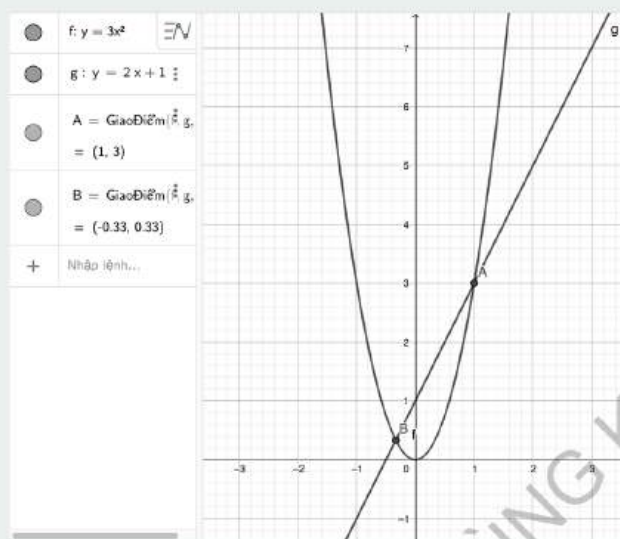 f: y = 3x²
g : y = 2x+1
A = GiaoĐiểm(f, g,
= (1, 3)
B = GiaoĐiểm(f, g,
= (-0.33, 0.33)
+ Nhập lệnh...
g
7
6
5
4
3
A
2
1
B f
-3 -2 -1 0 1 2 3
-1